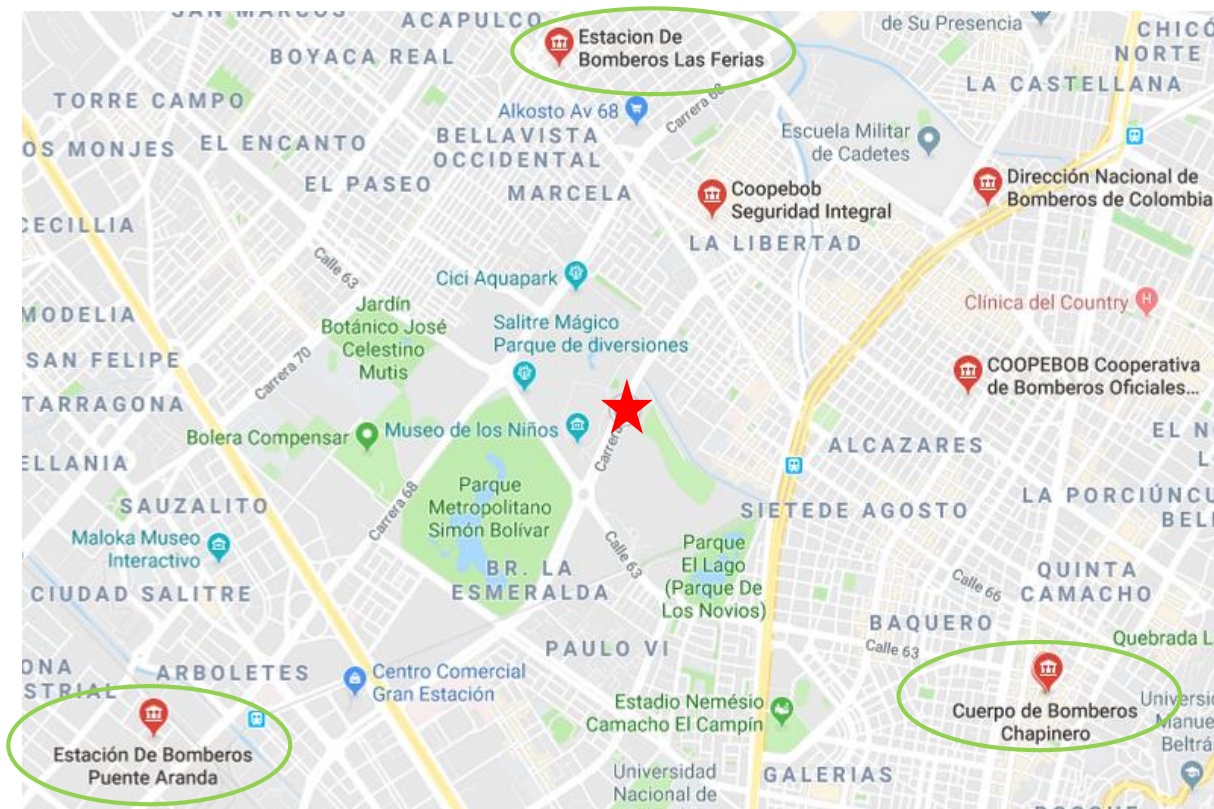 SAN MARCOS
ACAPULCO
BOYACA REAL
Estacion De
Bomberos Las Ferias
de Su Presencia
CHICÓ
NORTE
LA CASTELLANA
TORRE CAMPO
Alkosto Av 68
Carrera 68
Escuela Militar
de Cadetes
OS MONJES
EL ENCANTO
BELLAVISTA
OCCIDENTAL
EL PASEO
MARCELA
Coopebob
Seguridad Integral
Dirección Nacional de
Bomberos de Colombia
CECILLIA
LA LIBERTAD
Calle 63
Cici Aquapark
Clínica del Country
MODELIA
Jardín
Botánico José
Celestino
Mutis
Salitre Mágico
Parque de diversiones
SAN FELIPE
Carrera 70
COOPEBOB Cooperativa
de Bomberos Oficiales...
TARRAGONA
Bolera Compensar
Museo de los Niños
Carrera
ALCAZARES
EL N
L
ELLANIA
SAUZALITO
Parque
Metropolitano
Simón Bolívar
Carrera 68
SIETEDE AGOSTO
LA PORCIÚNCU
BEL
Maloka Museo
Interactivo
Calle 63
Parque
El Lago
(Parque De
Los Novios)
BR. LA
ESMERALDA
CIUDAD SALITRE
Calle 66
QUINTA
CAMACHO
BAQUERO
Calle 63
Quebrada L
PAULO VI
ONA
STRIAL
ARBOLETES
Centro Comercial
Gran Estación
Estadio Nemésio
Camacho El Campín
Cuerpo de Bomberos
Chapinero
Universi
Manue
Beltrá
Estación De Bomberos
Puente Aranda
Universidad
Nacional de
GALERIAS